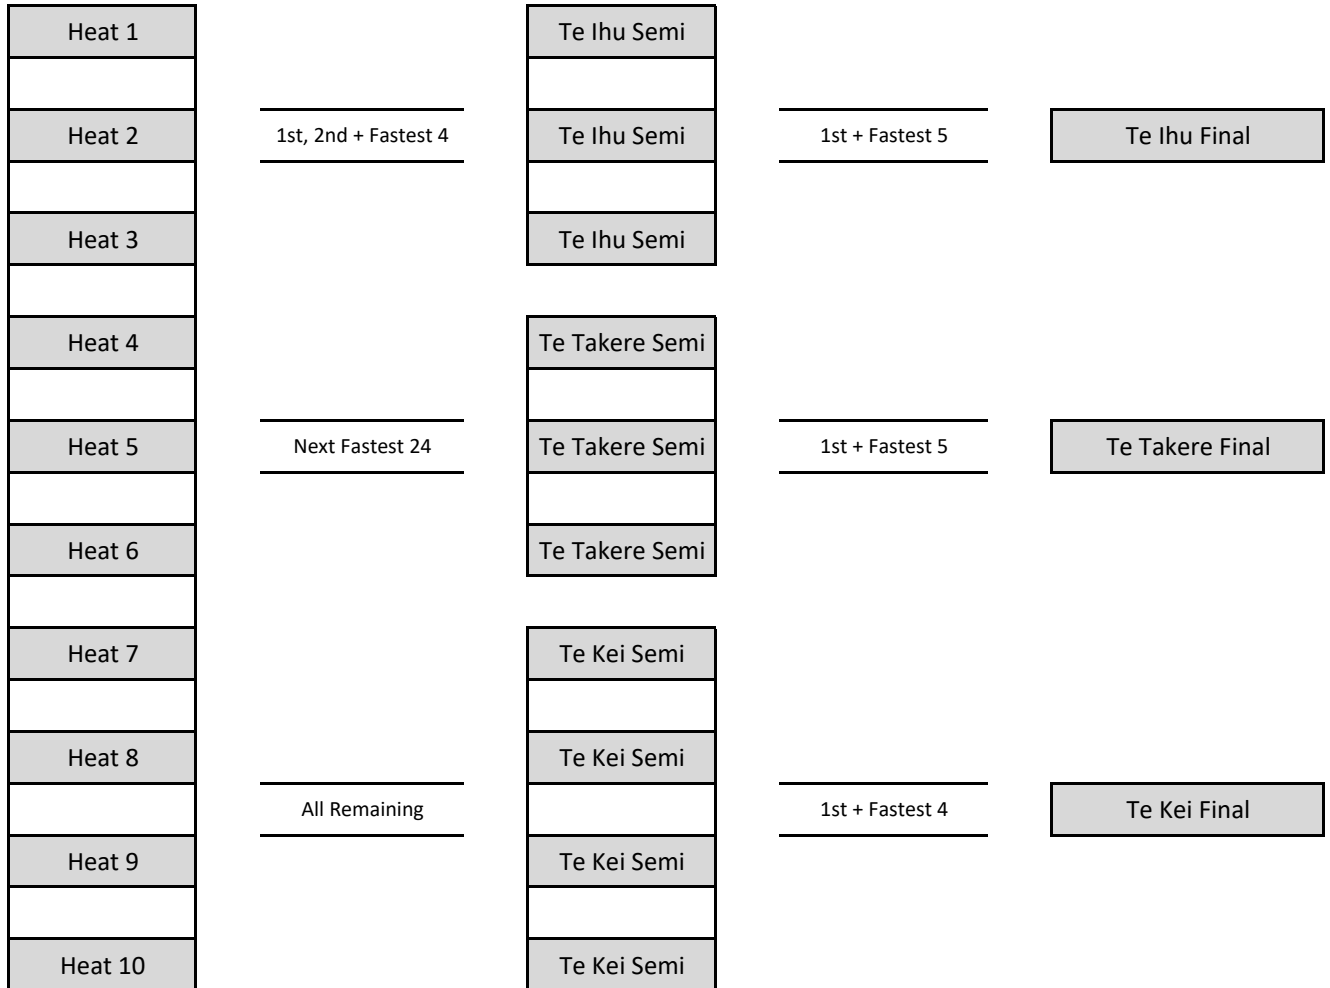 Heat 1
Te Ihu Semi
Heat 2
1st, 2nd + Fastest 4
Te Ihu Semi
1st + Fastest 5
Te Ihu Final
Heat 3
Te Ihu Semi
Heat 4
Te Takere Semi
Heat 5
Next Fastest 24
Te Takere Semi
1st + Fastest 5
Te Takere Final
Heat 6
Te Takere Semi
Heat 7
Te Kei Semi
Heat 8
Te Kei Semi
All Remaining
1st + Fastest 4
Te Kei Final
Heat 9
Te Kei Semi
Heat 10
Te Kei Semi